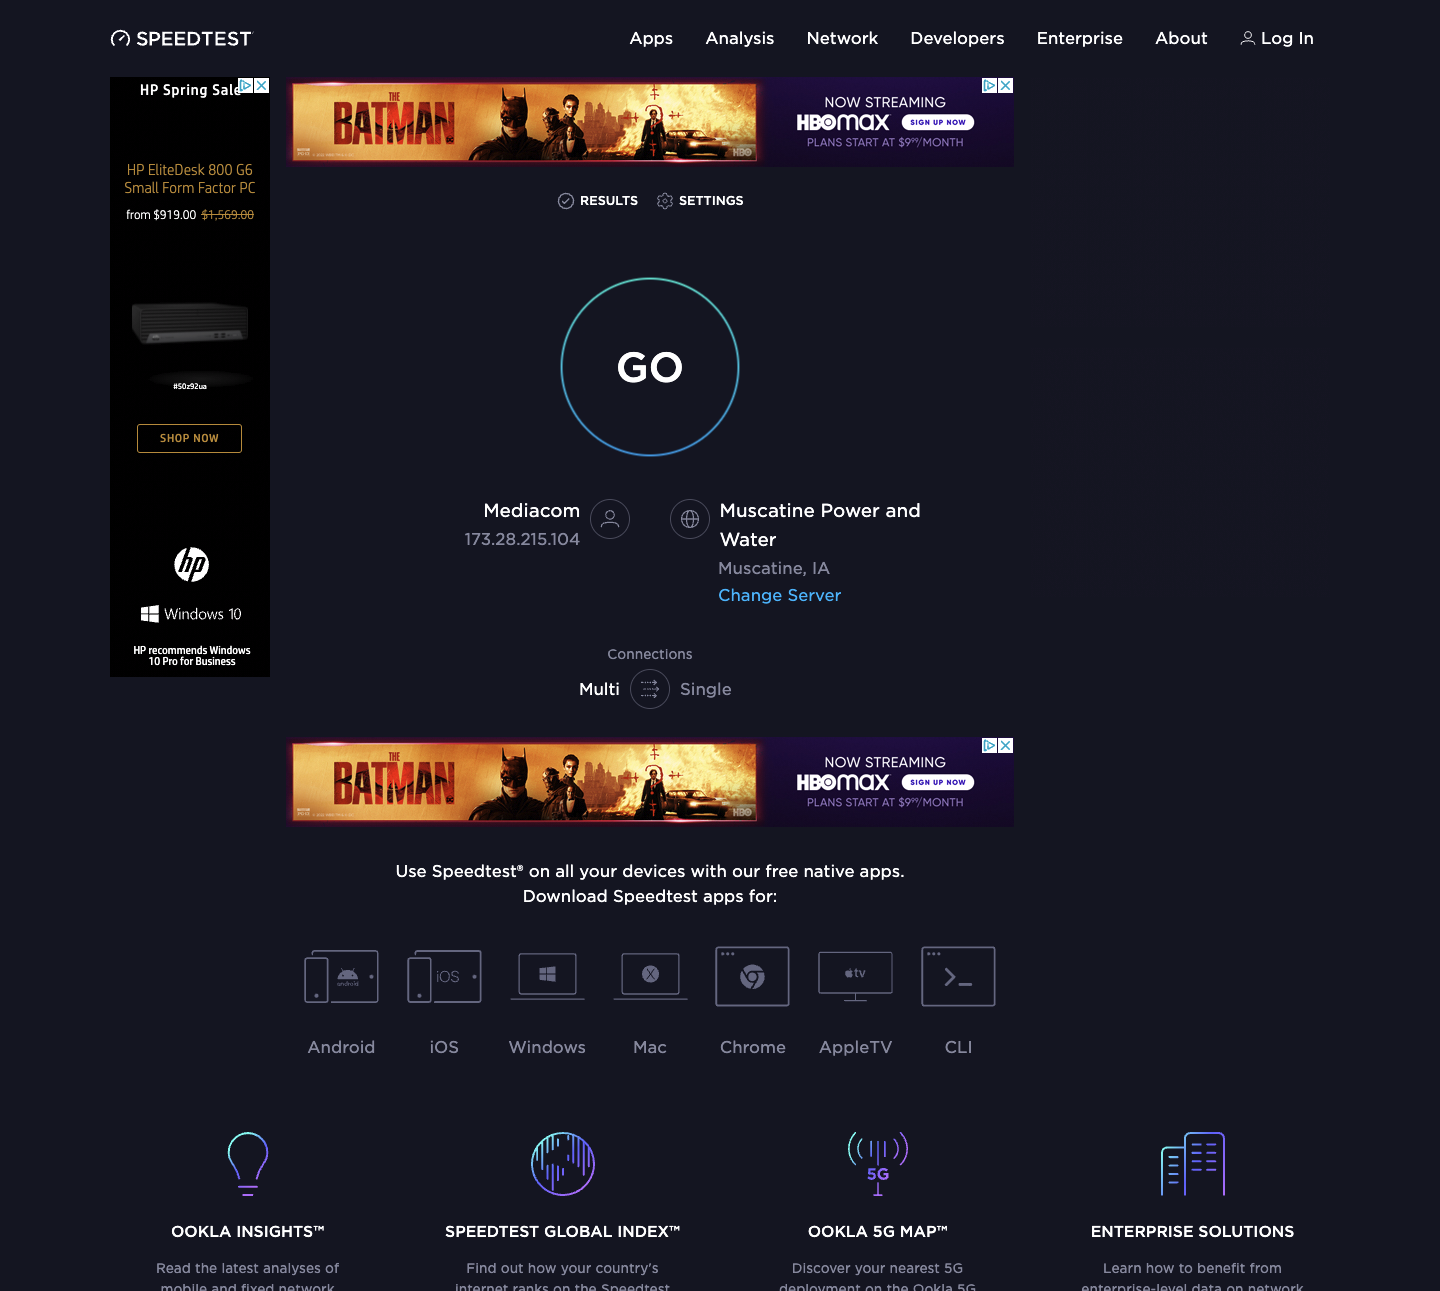 SPEEDTEST
Apps Analysis Network Developers Enterprise About Log In
HP Spring Sale
HP EliteDesk 800 G6
Small Form Factor PC
from $919.00 $1,569.00
#50z92ua
SHOP NOW
hp
Windows 10
HP recommends Windows
10 Pro for Business
THE
BATMAN
HBO
NOW STREAMING
HBOmax SIGN UP NOW
PLANS START AT $9.99/MONTH
RESULTS SETTINGS
GO
Mediacom
173.28.215.104
Muscatine Power and
Water
Muscatine, IA
Change Server
Connections
Multi Single
THE
BATMAN
HBO
NOW STREAMING
HBOmax SIGN UP NOW
PLANS START AT $9.99/MONTH
Use Speedtest® on all your devices with our free native apps.
Download Speedtest apps for:
android iOS X tv
Android iOS Windows Mac Chrome AppleTV CLI
5G
OOKLA INSIGHTS™
Read the latest analyses of
mobile and fixed network
SPEEDTEST GLOBAL INDEX™
Find out how your country's
internet ranks on the Speedtest
OOKLA 5G MAP™
Discover your nearest 5G
deployment on the Ookla 5G
ENTERPRISE SOLUTIONS
Learn how to benefit from
enterprise-level data on network